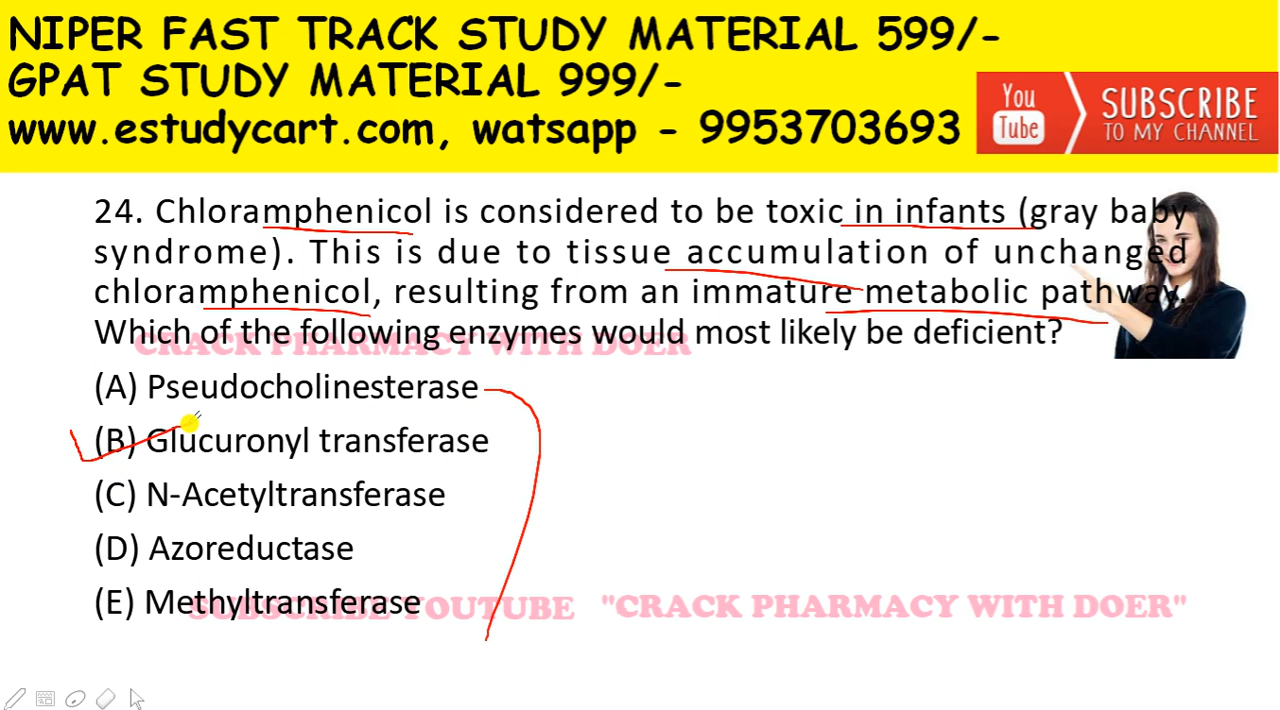 NIPER FAST TRACK STUDY MATERIAL 599/-
GPAT STUDY MATERIAL 999/-
www.estudycart.com, watsapp - 9953703693
You
Tube
SUBSCRIBE
TO MY CHANNEL
24. Chloramphenicol is considered to be toxic in infants (gray baby
syndrome). This is due to tissue accumulation of unchanged
chloramphenicol, resulting from an immature metabolic pathway.
Which of the following enzymes would most likely be deficient?
CRACK PHARMACY WITH DOER
(A) Pseudocholinesterase
(B) Glucuronyl transferase
(C) N-Acetyltransferase
(D) Azoreductase
(E) Methyltransferase
SUBSCRIBE YOUTUBE "CRACK PHARMACY WITH DOER"